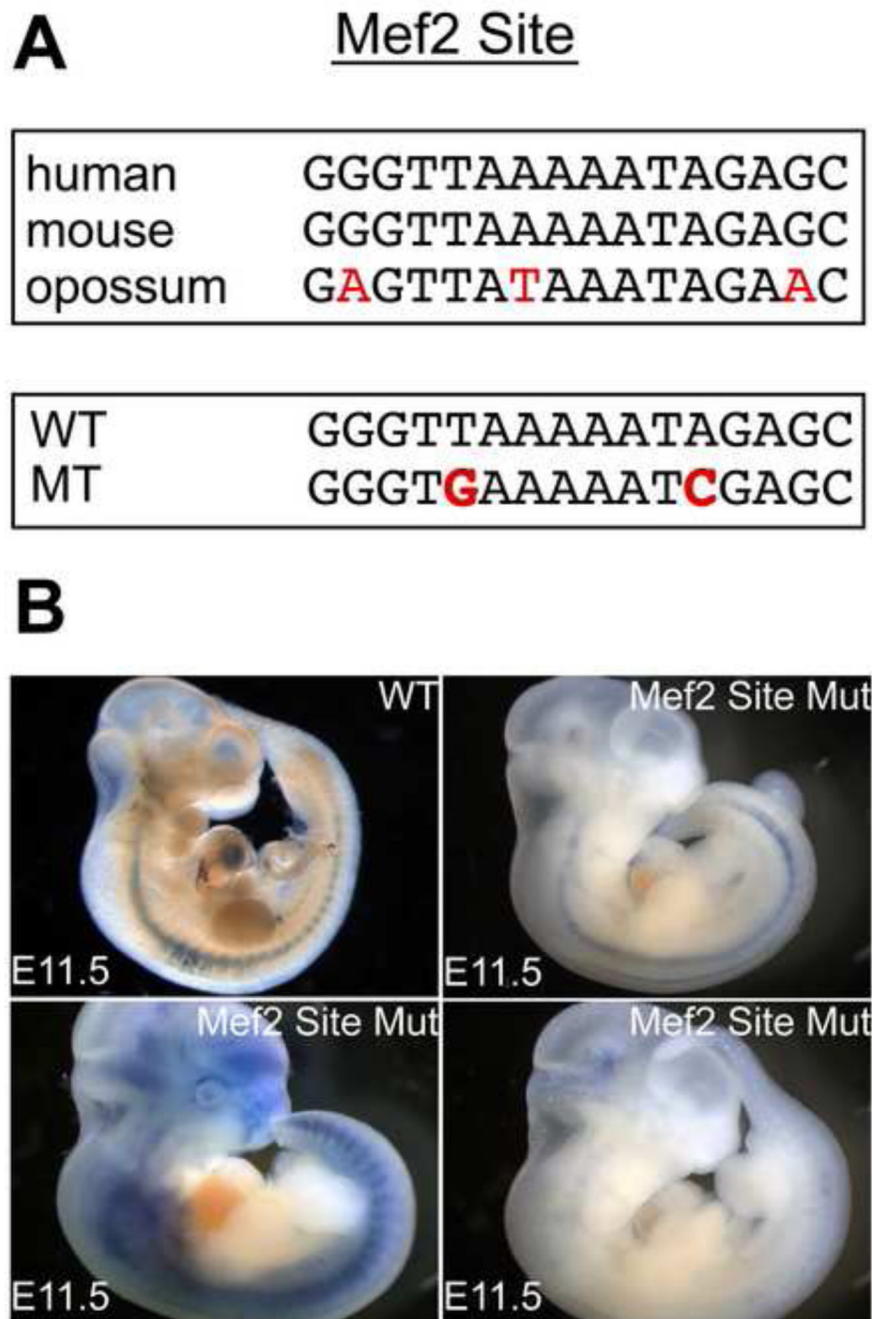 A
Mef2 Site
human GGGTTAAAAATAGAGC
mouse GGGTTAAAAATAGAGC
opossum GAGTTATAAATAGAAC
WT GGGTTAAAAATAGAGC
MT GGGTGAAAAATCGAGC
B
WT
Mef2 Site Mut
E11.5
E11.5
Mef2 Site Mut
Mef2 Site Mut
E11.5
E11.5